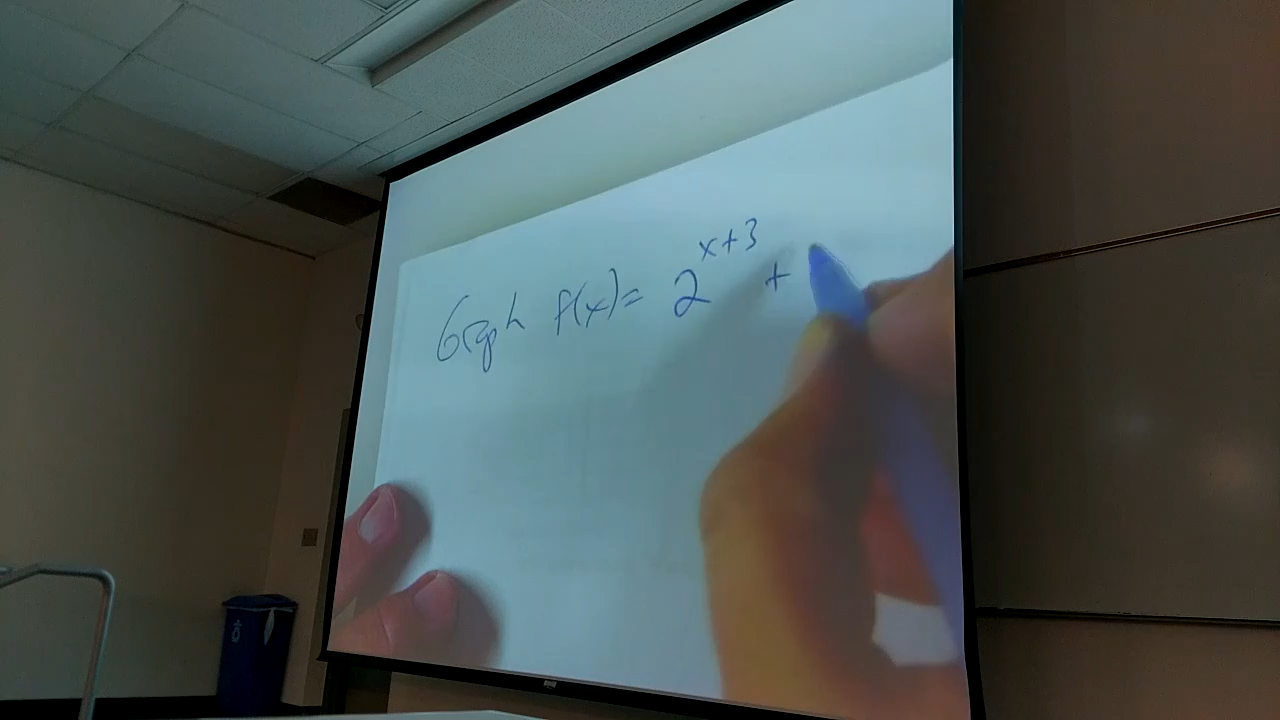 Graph f(x) = 2^{x+3} +